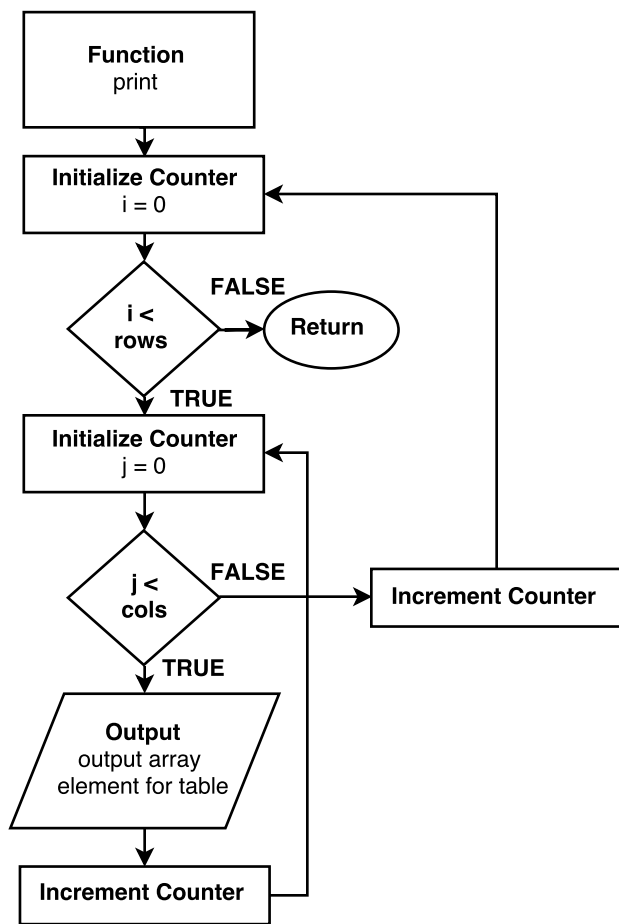 Function
print
Initialize Counter
i = 0
FALSE
i <
rows
Return
TRUE
Initialize Counter
j = 0
FALSE
j <
cols
Increment Counter
TRUE
Output
output array
element for table
Increment Counter